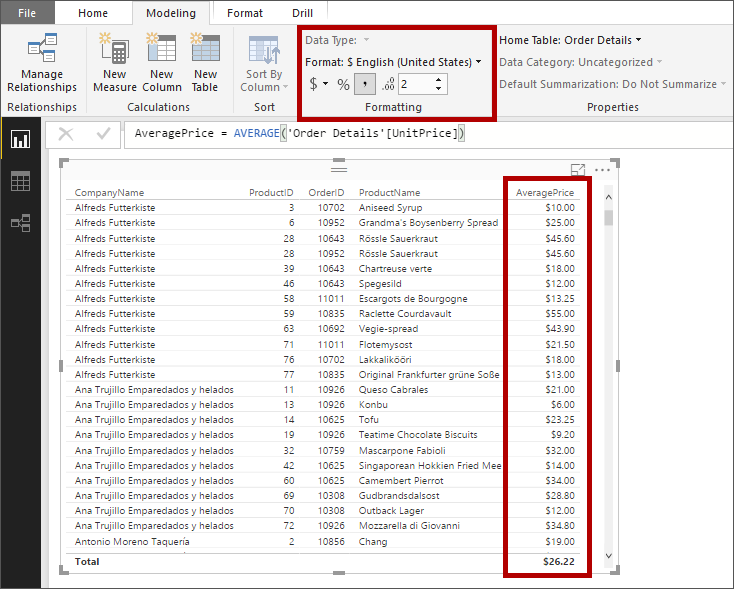 File Home Modeling Format Drill
Manage Relationships
Relationships
New Measure
New Column
New Table
Calculations
Sort By Column
Sort
Data Type:
Format: $ English (United States)
$ % , .00 2
Formatting
Home Table: Order Details
Data Category: Uncategorized
Default Summarization: Do Not Summarize
Properties
AveragePrice = AVERAGE('Order Details'[UnitPrice])
CompanyName ProductID OrderID ProductName AveragePrice
Alfreds Futterkiste 3 10702 Aniseed Syrup $10.00
Alfreds Futterkiste 6 10952 Grandma's Boysenberry Spread $25.00
Alfreds Futterkiste 28 10643 Rössle Sauerkraut $45.60
Alfreds Futterkiste 28 10952 Rössle Sauerkraut $45.60
Alfreds Futterkiste 39 10643 Chartreuse verte $18.00
Alfreds Futterkiste 46 10643 Spegesild $12.00
Alfreds Futterkiste 58 11011 Escargots de Bourgogne $13.25
Alfreds Futterkiste 59 10835 Raclette Courdavault $55.00
Alfreds Futterkiste 63 10692 Vegie-spread $43.90
Alfreds Futterkiste 71 11011 Flotemysost $21.50
Alfreds Futterkiste 76 10702 Lakkalikööri $18.00
Alfreds Futterkiste 77 10835 Original Frankfurter grüne Soße $13.00
Ana Trujillo Emparedados y helados 11 10926 Queso Cabrales $21.00
Ana Trujillo Emparedados y helados 13 10926 Konbu $6.00
Ana Trujillo Emparedados y helados 14 10625 Tofu $23.25
Ana Trujillo Emparedados y helados 19 10926 Teatime Chocolate Biscuits $9.20
Ana Trujillo Emparedados y helados 32 10759 Mascarpone Fabioli $32.00
Ana Trujillo Emparedados y helados 42 10625 Singaporean Hokkien Fried Mee $14.00
Ana Trujillo Emparedados y helados 60 10625 Camembert Pierrot $34.00
Ana Trujillo Emparedados y helados 69 10308 Gudbrandsdalsost $28.80
Ana Trujillo Emparedados y helados 70 10308 Outback Lager $12.00
Ana Trujillo Emparedados y helados 72 10926 Mozzarella di Giovanni $34.80
Antonio Moreno Taquería 2 10856 Chang $19.00
Total $26.22